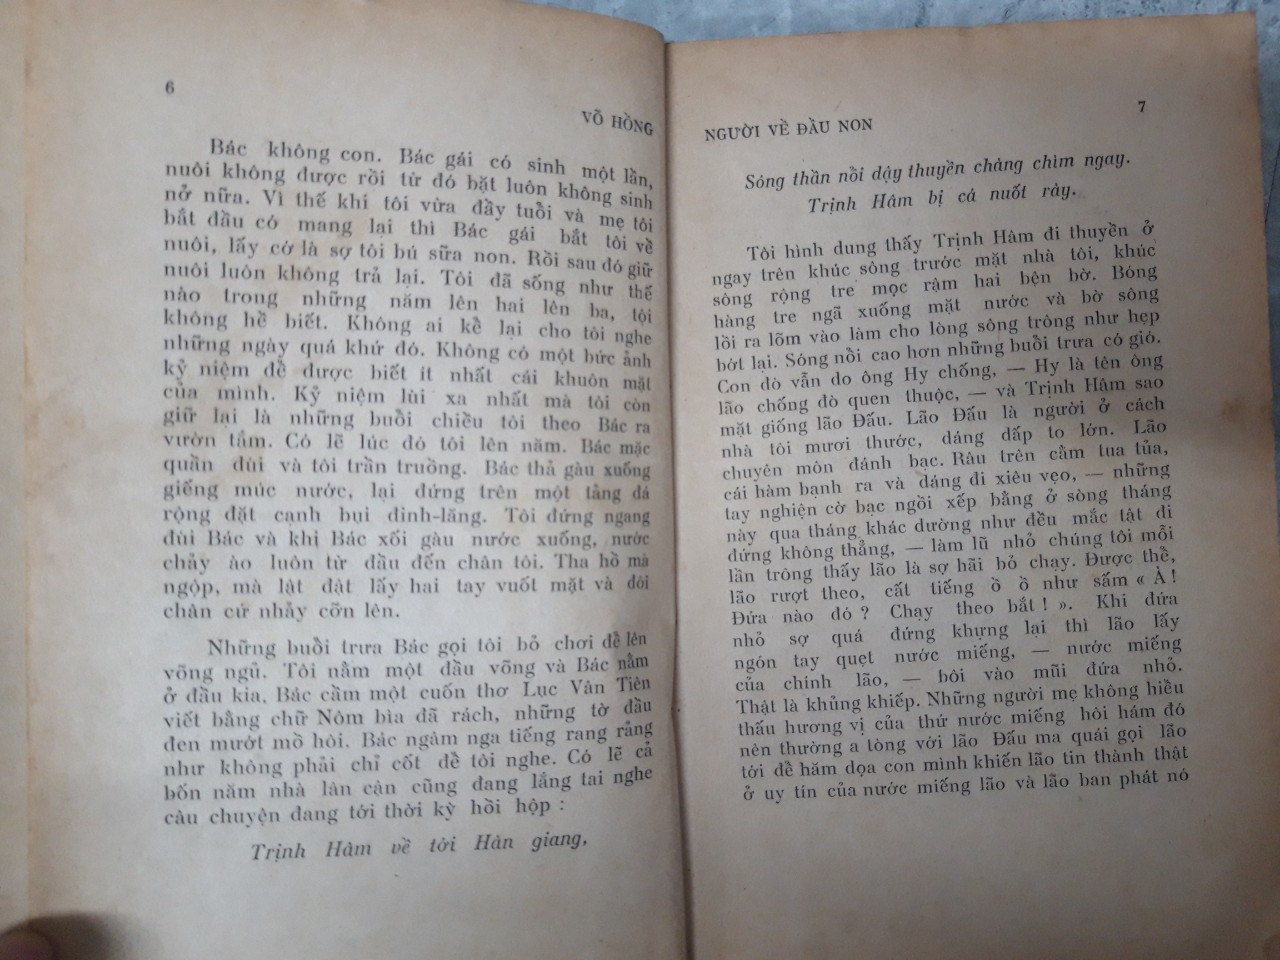 6
VÕ HỒNG
Bác không con. Bác gái có sinh một lần,
nuôi không được rồi từ đó bặt luôn không sinh
nở nữa. Vì thế khi tôi vừa đầy tuổi và mẹ tôi
bắt đầu có mang lại thì Bác gái bắt tôi về
nuôi, lấy cớ là sợ tôi bú sữa non. Rồi sau đó giữ
nuôi luôn không trả lại. Tôi đã sống như thế
nào trong những năm lên hai lên ba, tôi
không hề biết. Không ai kể lại cho tôi nghe
những ngày quá khứ đó. Không có một bức ảnh
kỷ niệm để được biết ít nhất cái khuôn mặt
của mình. Kỷ niệm lùi xa nhất mà tôi còn
giữ lại là những buổi chiều tôi theo Bác ra
vườn tắm. Có lẽ lúc đó tôi lên năm. Bác mặc
quần đùi và tôi trần truồng. Bác thả gàu xuống
giếng múc nước, lại đứng trên một tảng đá
rộng đặt cạnh bụi đinh-lăng. Tôi đứng ngang
đùi Bác và khi Bác xối gàu nước xuống, nước
chảy ào luôn từ đầu đến chân tôi. Tha hồ mà
ngộp, mà lật đật lấy hai tay vuốt mặt và đôi
chân cứ nhảy cỡn lên.
Những buổi trưa Bác gọi tôi bỏ chơi để lên
võng ngủ. Tôi nằm một đầu võng và Bác nằm
ở đầu kia. Bác cầm một cuốn thơ Lục Vân Tiên
viết bằng chữ Nôm bìa đã rách, những tờ đầu
đen mướt mồ hôi. Bác ngâm nga tiếng rang rảng
như không phải chỉ cốt để tôi nghe. Có lẽ cả
bốn năm nhà lân cận cũng đang lắng tai nghe
câu chuyện đang tới thời kỳ hồi hộp :
Trịnh Hâm về tới Hàn giang,
7
NGƯỜI VỀ ĐẦU NON
Sóng thần nổi dậy thuyền chàng chìm ngay.
Trịnh Hâm bị cá nuốt rày.
Tôi hình dung thấy Trịnh Hâm đi thuyền ở
ngay trên khúc sông trước mặt nhà tôi, khúc
sông rộng tre mọc rậm hai bên bờ. Bóng
hàng tre ngã xuống mặt nước và bờ sông
lồi ra lõm vào làm cho lòng sông trông như hẹp
bớt lại. Sóng nổi cao hơn những buổi trưa có gió.
Con đò vẫn do ông Hy chống, — Hy là tên ông
lão chống đò quen thuộc, — và Trịnh Hâm sao
mặt giống lão Đấu. Lão Đấu là người ở cách
nhà tôi mươi thước, dáng dấp to lớn. Lão
chuyên môn đánh bạc. Râu trên cằm tua tủa,
cái hàm bạnh ra và dáng đi xiêu vẹo, — những
tay nghiện cờ bạc ngồi xếp bằng ở sòng tháng
này qua tháng khác dường như đều mắc tật đi
đứng không thẳng, — làm lũ nhỏ chúng tôi mỗi
lần trông thấy lão là sợ hãi bỏ chạy. Được thể,
lão rượt theo, cất tiếng ồ ồ như sấm « À !
Đứa nào đó ? Chạy theo bắt ! ». Khi đứa
nhỏ sợ quá đứng khựng lại thì lão lấy
ngón tay quẹt nước miếng, — nước miếng
của chính lão, — bôi vào mũi đứa nhỏ.
Thật là khủng khiếp. Những người mẹ không hiểu
thấu hương vị của thứ nước miếng hôi hám đó
nên thường a tòng với lão Đấu ma quái gọi lão
tới để hăm dọa con mình khiến lão tin thành thật
ở uy tín của nước miếng lão và lão ban phát nó